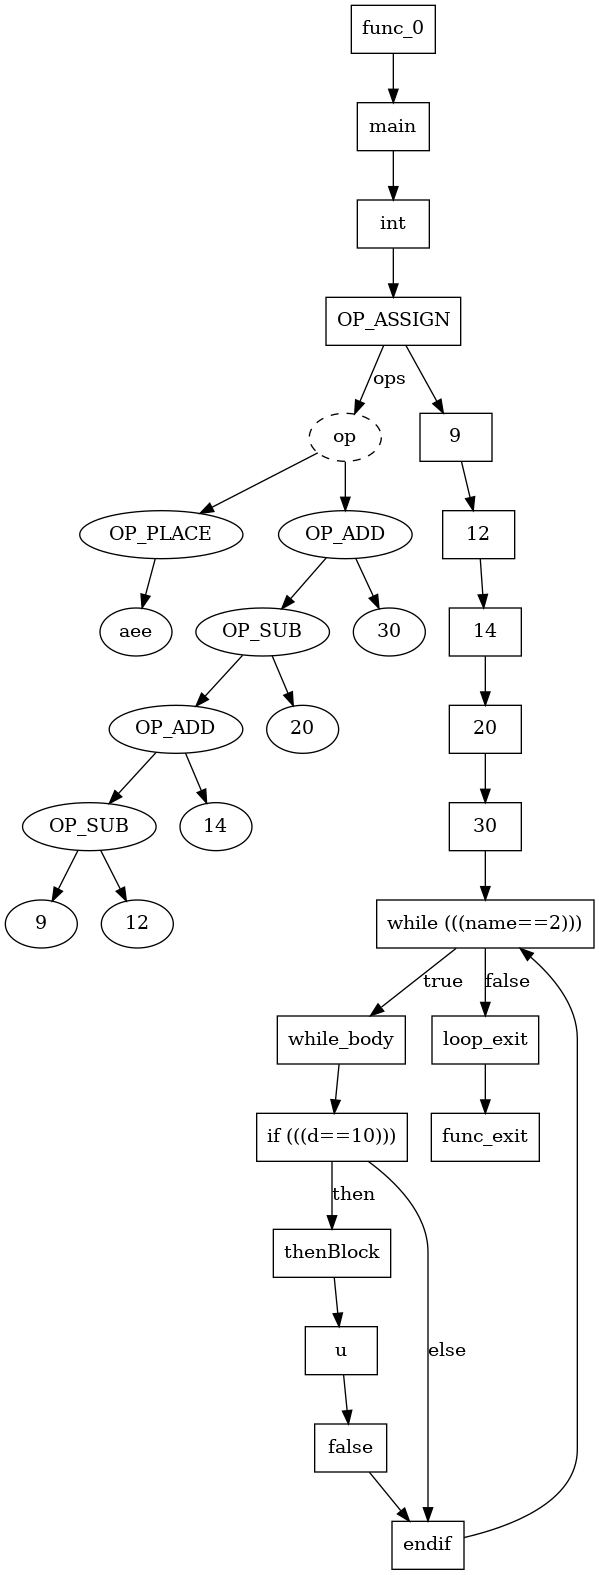 func_0
main
int
OP_ASSIGN
ops
op
9
OP_PLACE
OP_ADD
12
aee
OP_SUB
30
14
OP_ADD
20
20
OP_SUB
14
30
9
12
while (((name==2)))
true
false
while_body
loop_exit
if (((d==10)))
func_exit
then
thenBlock
u
else
false
endif